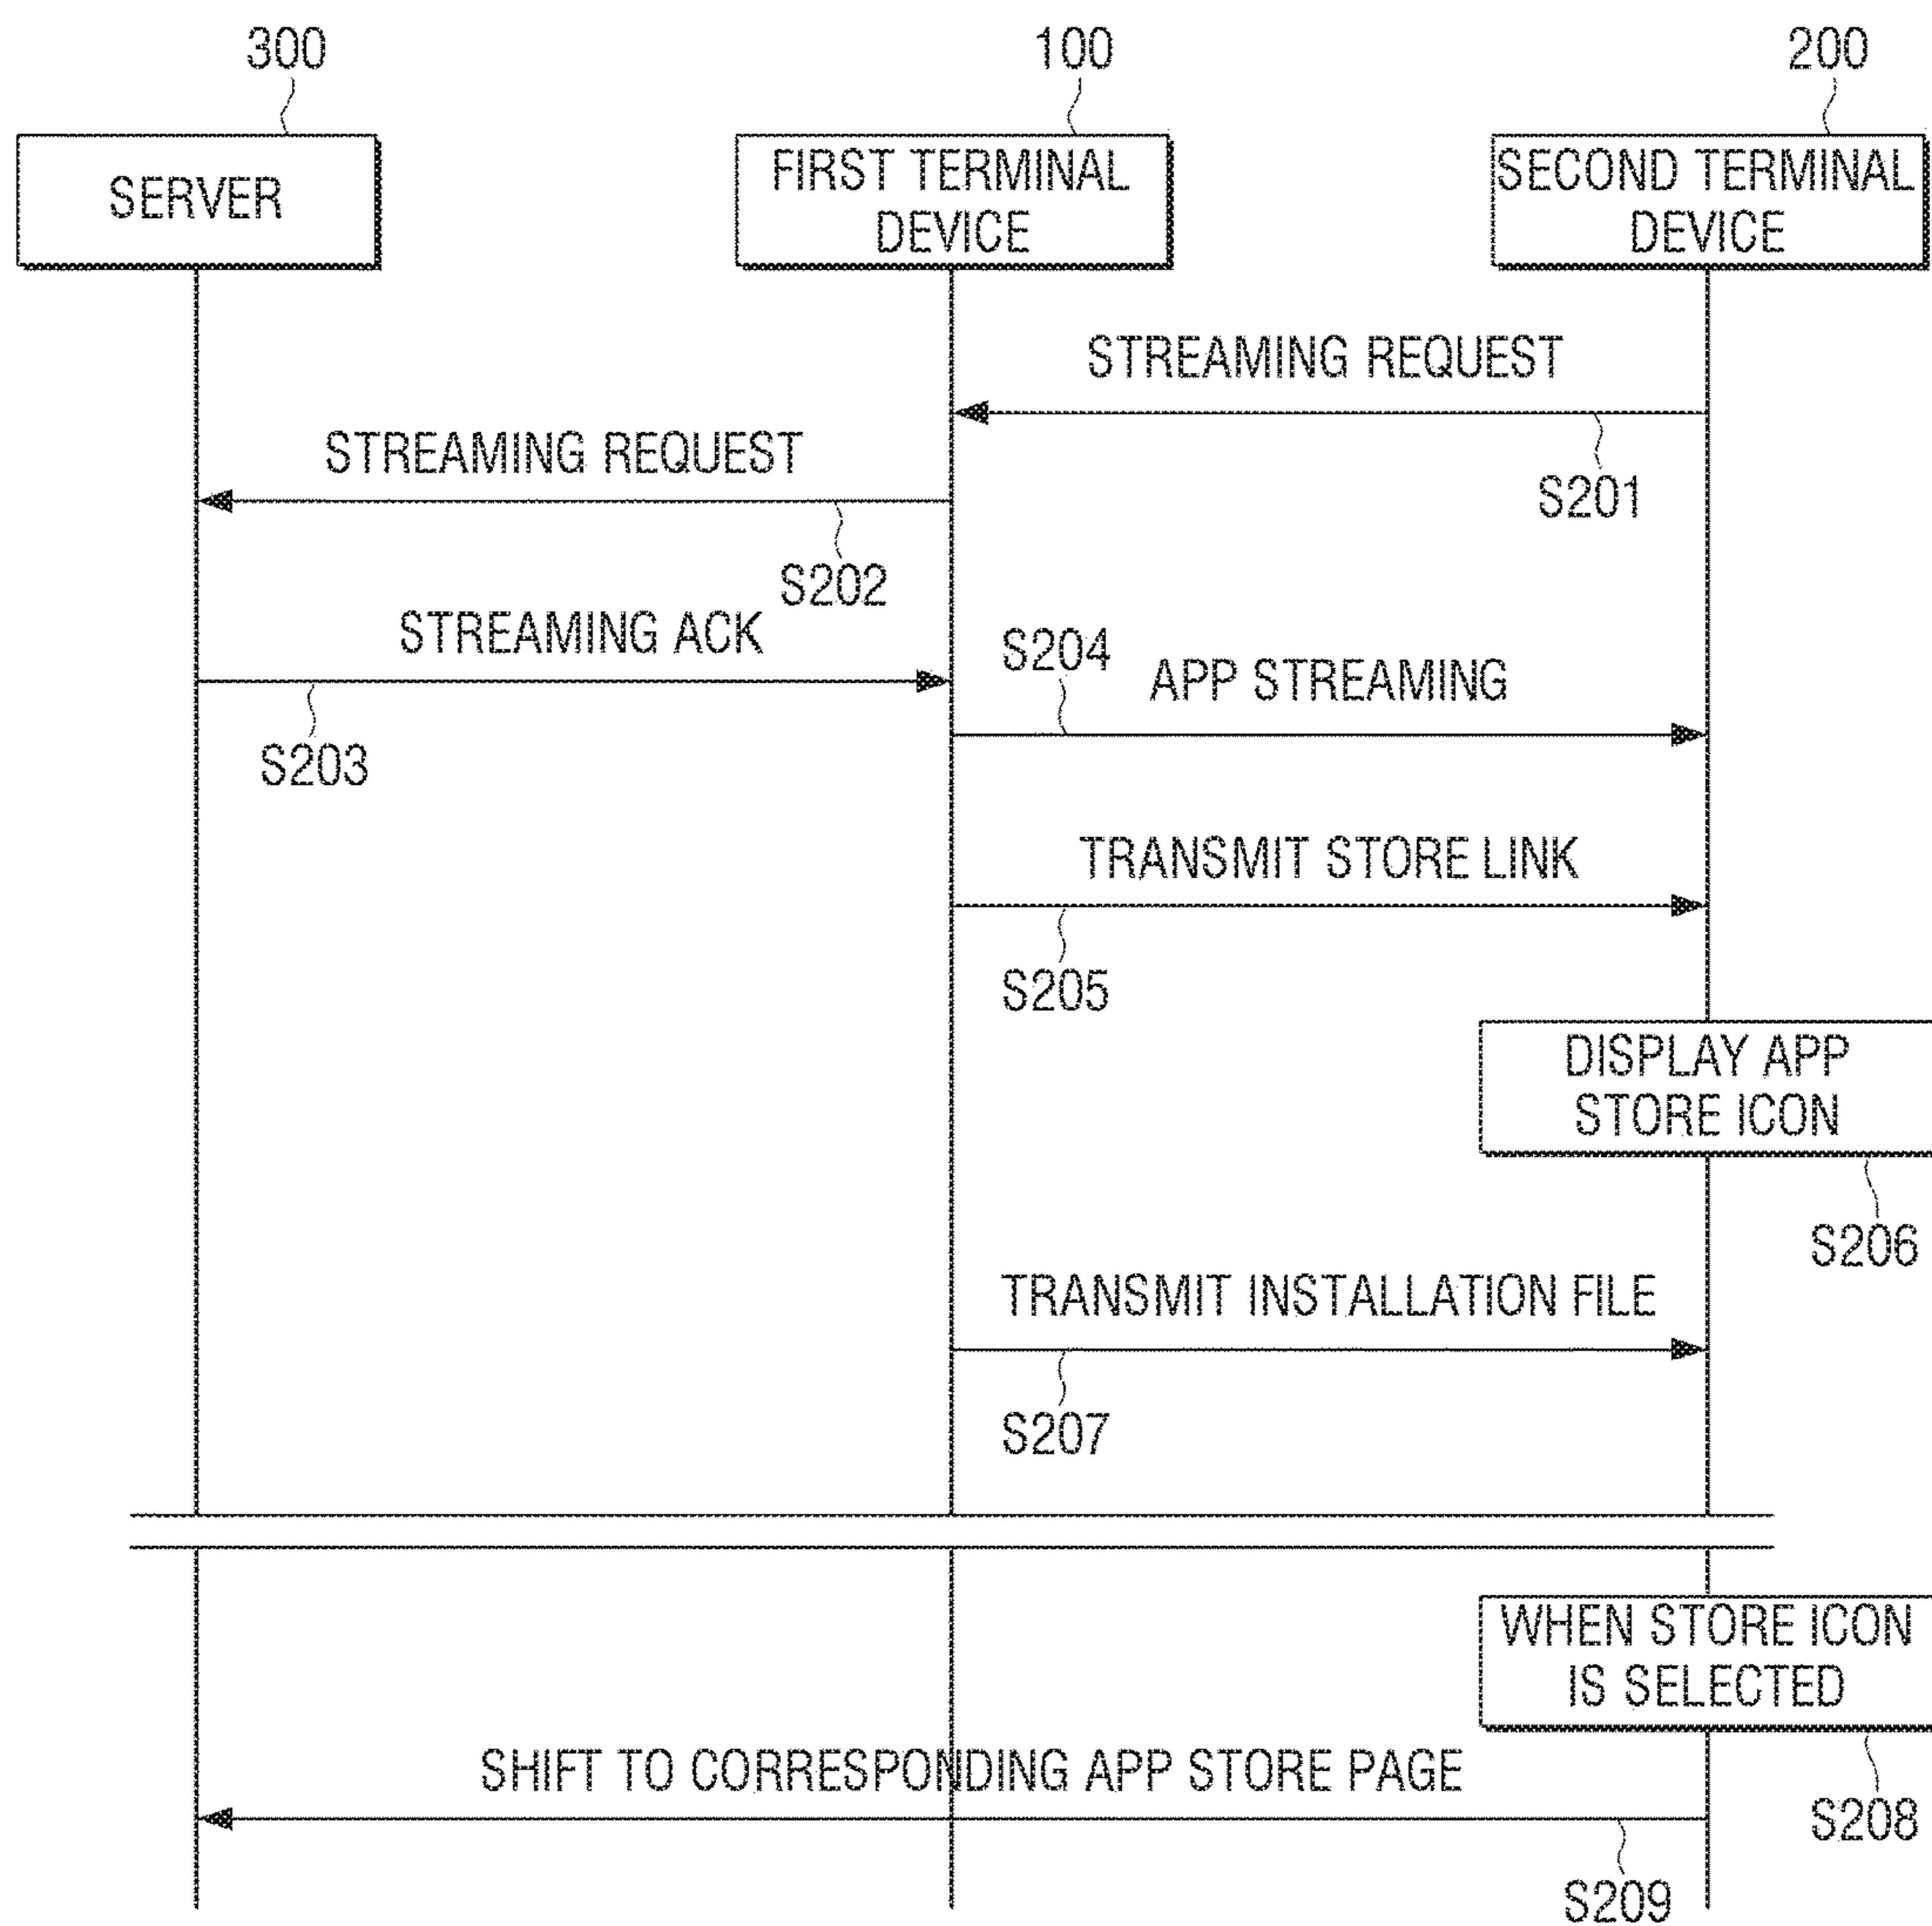 300
100
200
SERVER
FIRST TERMINAL
DEVICE
SECOND TERMINAL
DEVICE
STREAMING REQUEST
S201
STREAMING REQUEST
S202
STREAMING ACK
S203
S204
APP STREAMING
TRANSMIT STORE LINK
S205
DISPLAY APP
STORE ICON
S206
TRANSMIT INSTALLATION FILE
S207
WHEN STORE ICON
IS SELECTED
S208
SHIFT TO CORRESPONDING APP STORE PAGE
S209